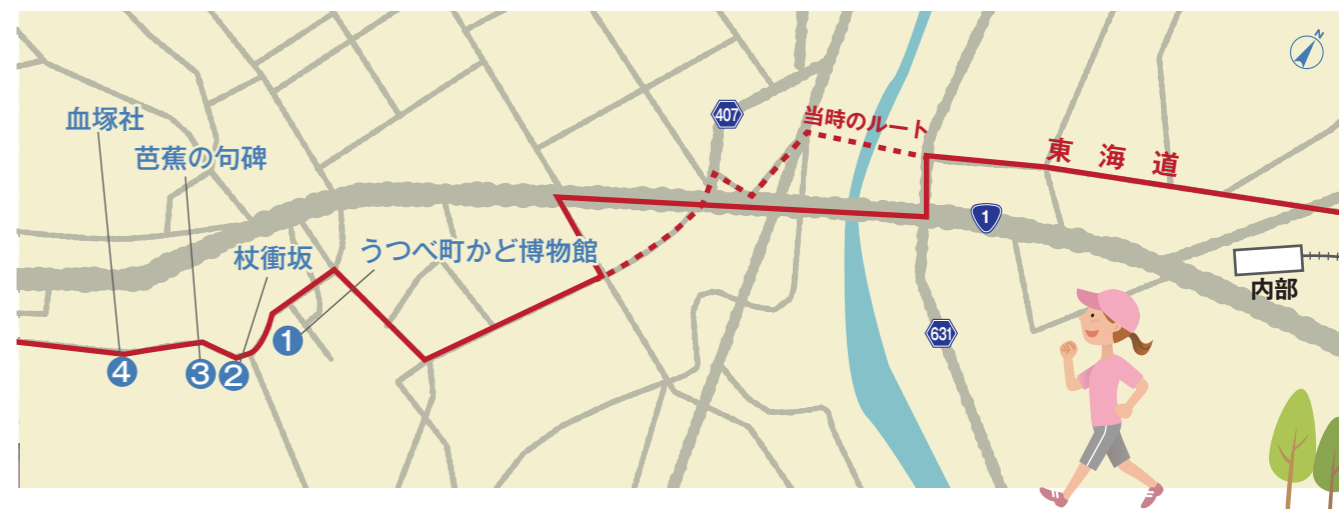 N
血塚社
407
当時のルート
芭蕉の句碑
東海道
1
杖衝坂
うつべ町かど博物館
内部
631
1
2
3
4